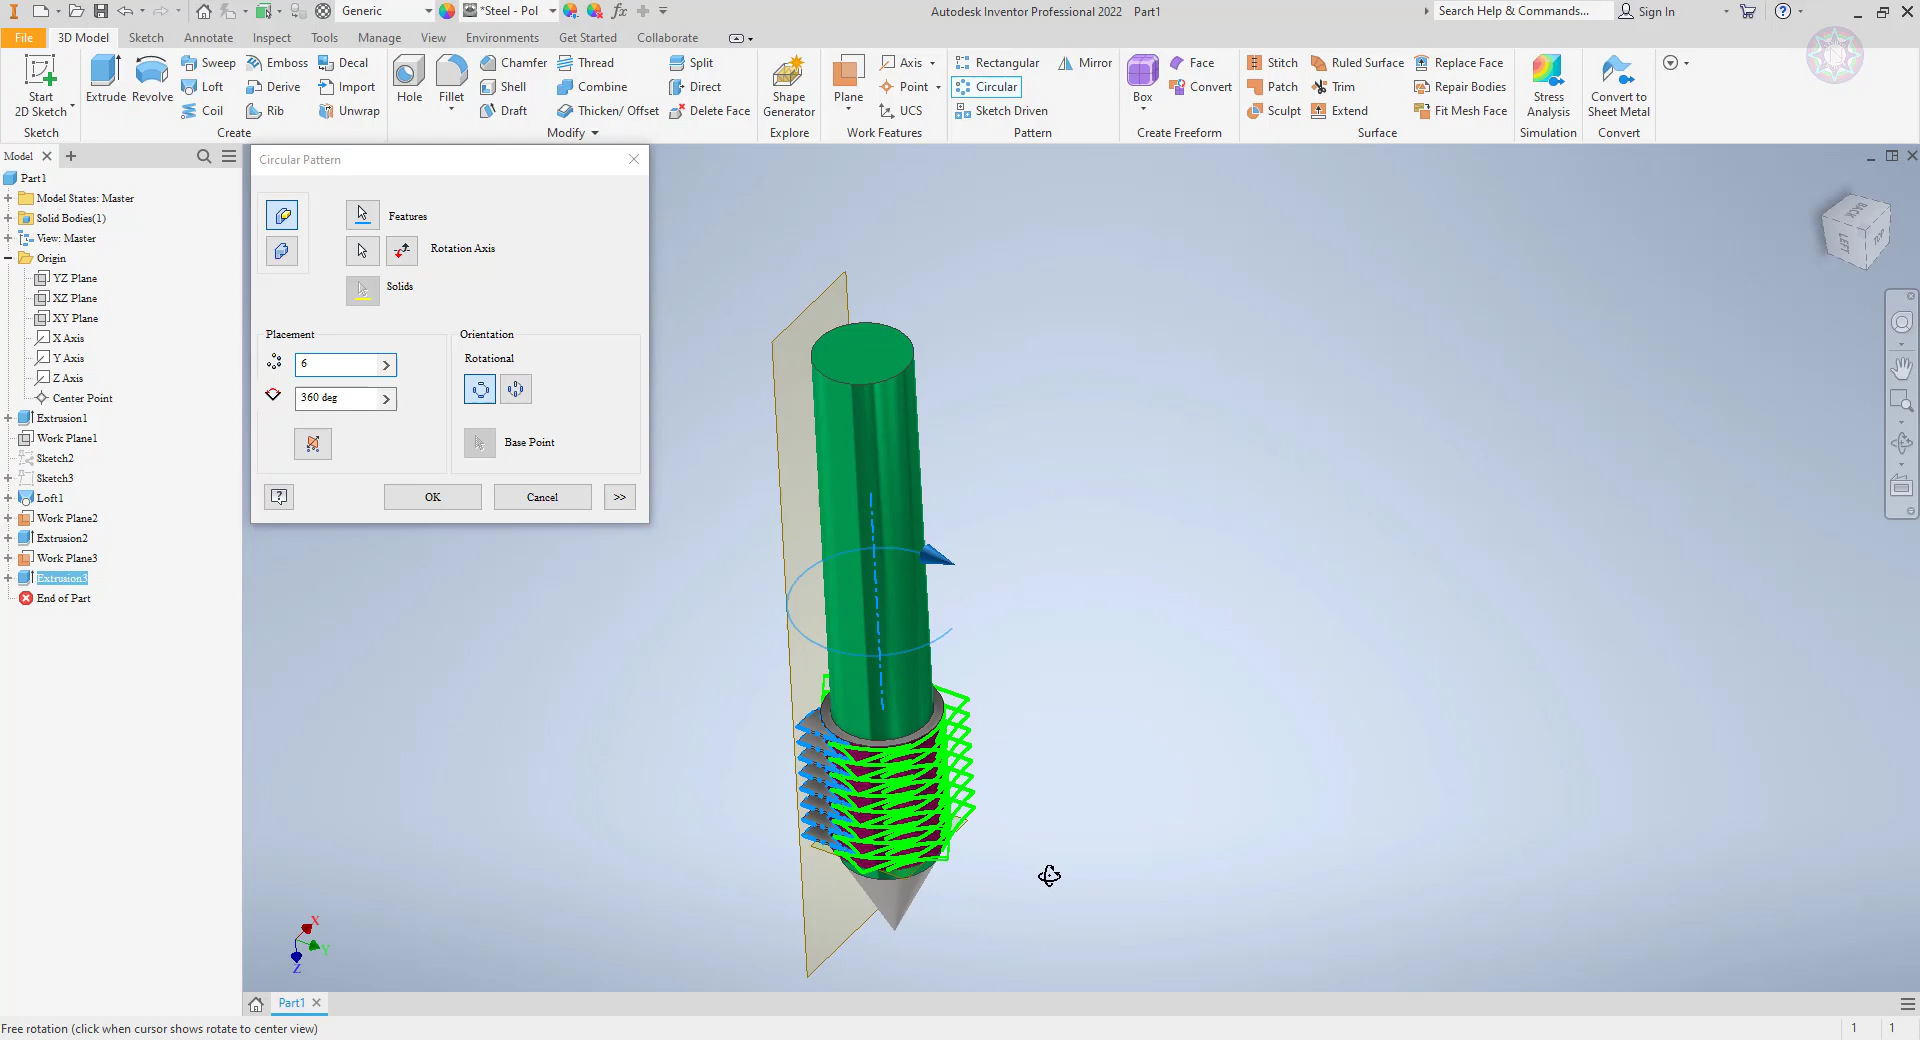 Generic
*Steel - Pol
Autodesk Inventor Professional 2022   Part1
Search Help & Commands...
Sign In
File
3D Model
Sketch
Annotate
Inspect
Tools
Manage
View
Environments
Get Started
Collaborate
Start
2D Sketch
Sketch
Extrude
Revolve
Sweep
Loft
Coil
Emboss
Derive
Rib
Decal
Import
Unwrap
Create
Hole
Fillet
Chamfer
Shell
Draft
Thread
Combine
Thicken/ Offset
Split
Direct
Delete Face
Modify
Shape
Generator
Explore
Plane
Axis
Point
UCS
Work Features
Rectangular
Circular
Sketch Driven
Mirror
Pattern
Box
Face
Convert
Create Freeform
Stitch
Patch
Sculpt
Ruled Surface
Trim
Extend
Replace Face
Repair Bodies
Fit Mesh Face
Surface
Stress
Analysis
Simulation
Convert to
Sheet Metal
Convert
Model
Part1
Model States: Master
Solid Bodies(1)
View: Master
Origin
YZ Plane
XZ Plane
XY Plane
X Axis
Y Axis
Z Axis
Center Point
Extrusion1
Work Plane1
Sketch2
Sketch3
Loft1
Work Plane2
Extrusion2
Work Plane3
Extrusion3
End of Part
Circular Pattern
Features
Rotation Axis
Solids
Placement
6
360 deg
Orientation
Rotational
Base Point
OK
Cancel
>>
BACK
LEFT
TOP
X
Y
Z
Part1
Free rotation (click when cursor shows rotate to center view)
1
1